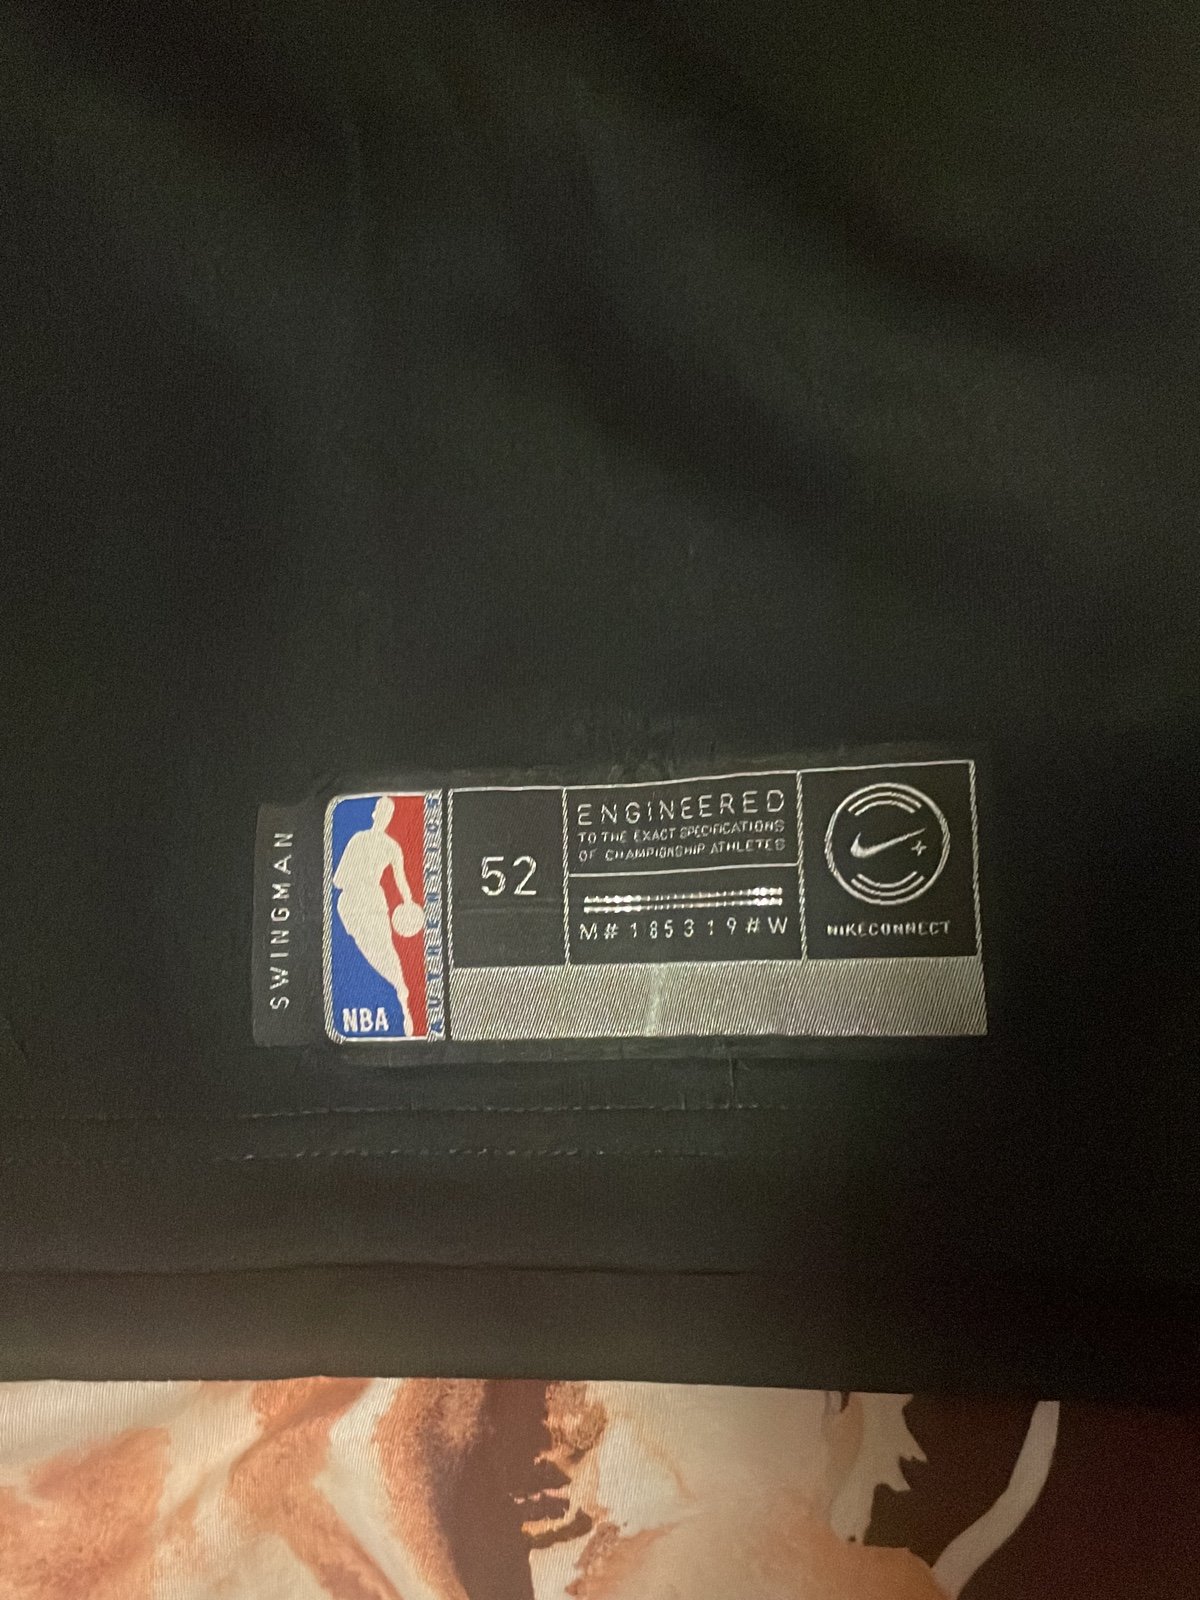 SWINGMAN
NBA
AUTHENTICS
52
ENGINEERED
TO THE EXACT SPECIFICATIONS
OF CHAMPIONSHIP ATHLETES
M#185319#W
NIKECONNECT